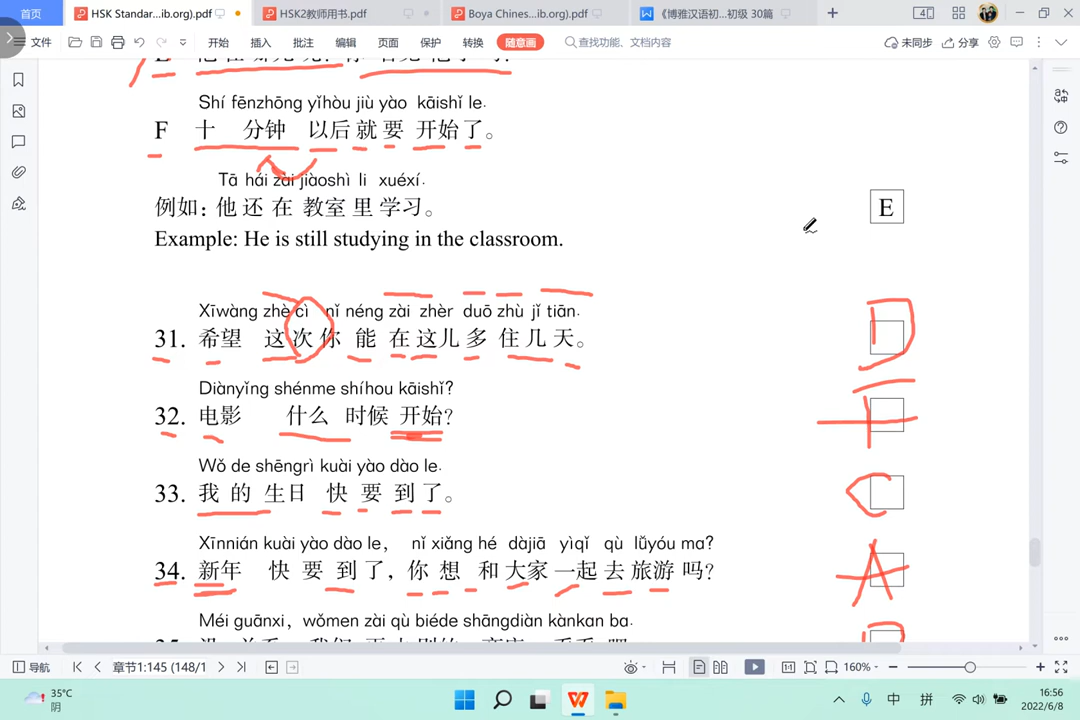 首页 HSK Standar...ib.org).pdf HSK2教师用书.pdf Boya Chines...ib.org).pdf 《博雅汉语初...初级 30篇
文件 开始 插入 批注 编辑 页面 保护 转换 随意画 查找功能、文档内容 未同步 分享
Shí fēnzhōng yǐhòu jiù yào kāishǐ le.
F 十 分钟 以后 就 要 开始 了。
Tā hái zài jiàoshì li xuéxí.
例如：他 还 在 教室 里 学习。
E
Example: He is still studying in the classroom.
Xīwàng zhè cì nǐ néng zài zhèr duō zhù jǐ tiān.
31. 希望 这 次 你 能 在 这儿 多 住 几 天。
D
Diànyǐng shénme shíhou kāishǐ?
32. 电影 什么 时候 开始?
F
Wǒ de shēngrì kuài yào dào le.
33. 我 的 生日 快 要 到 了。
C
Xīnnián kuài yào dào le, nǐ xiǎng hé dàjiā yìqǐ qù lǚyóu ma?
34. 新年 快 要 到 了，你 想 和 大家 一起 去 旅游 吗?
A
Méi guānxi, wǒmen zài qù biéde shāngdiàn kànkan ba.
导航 章节1:145 (148/1 160%
35°C
阴
中 拼
16:56
2022/6/8